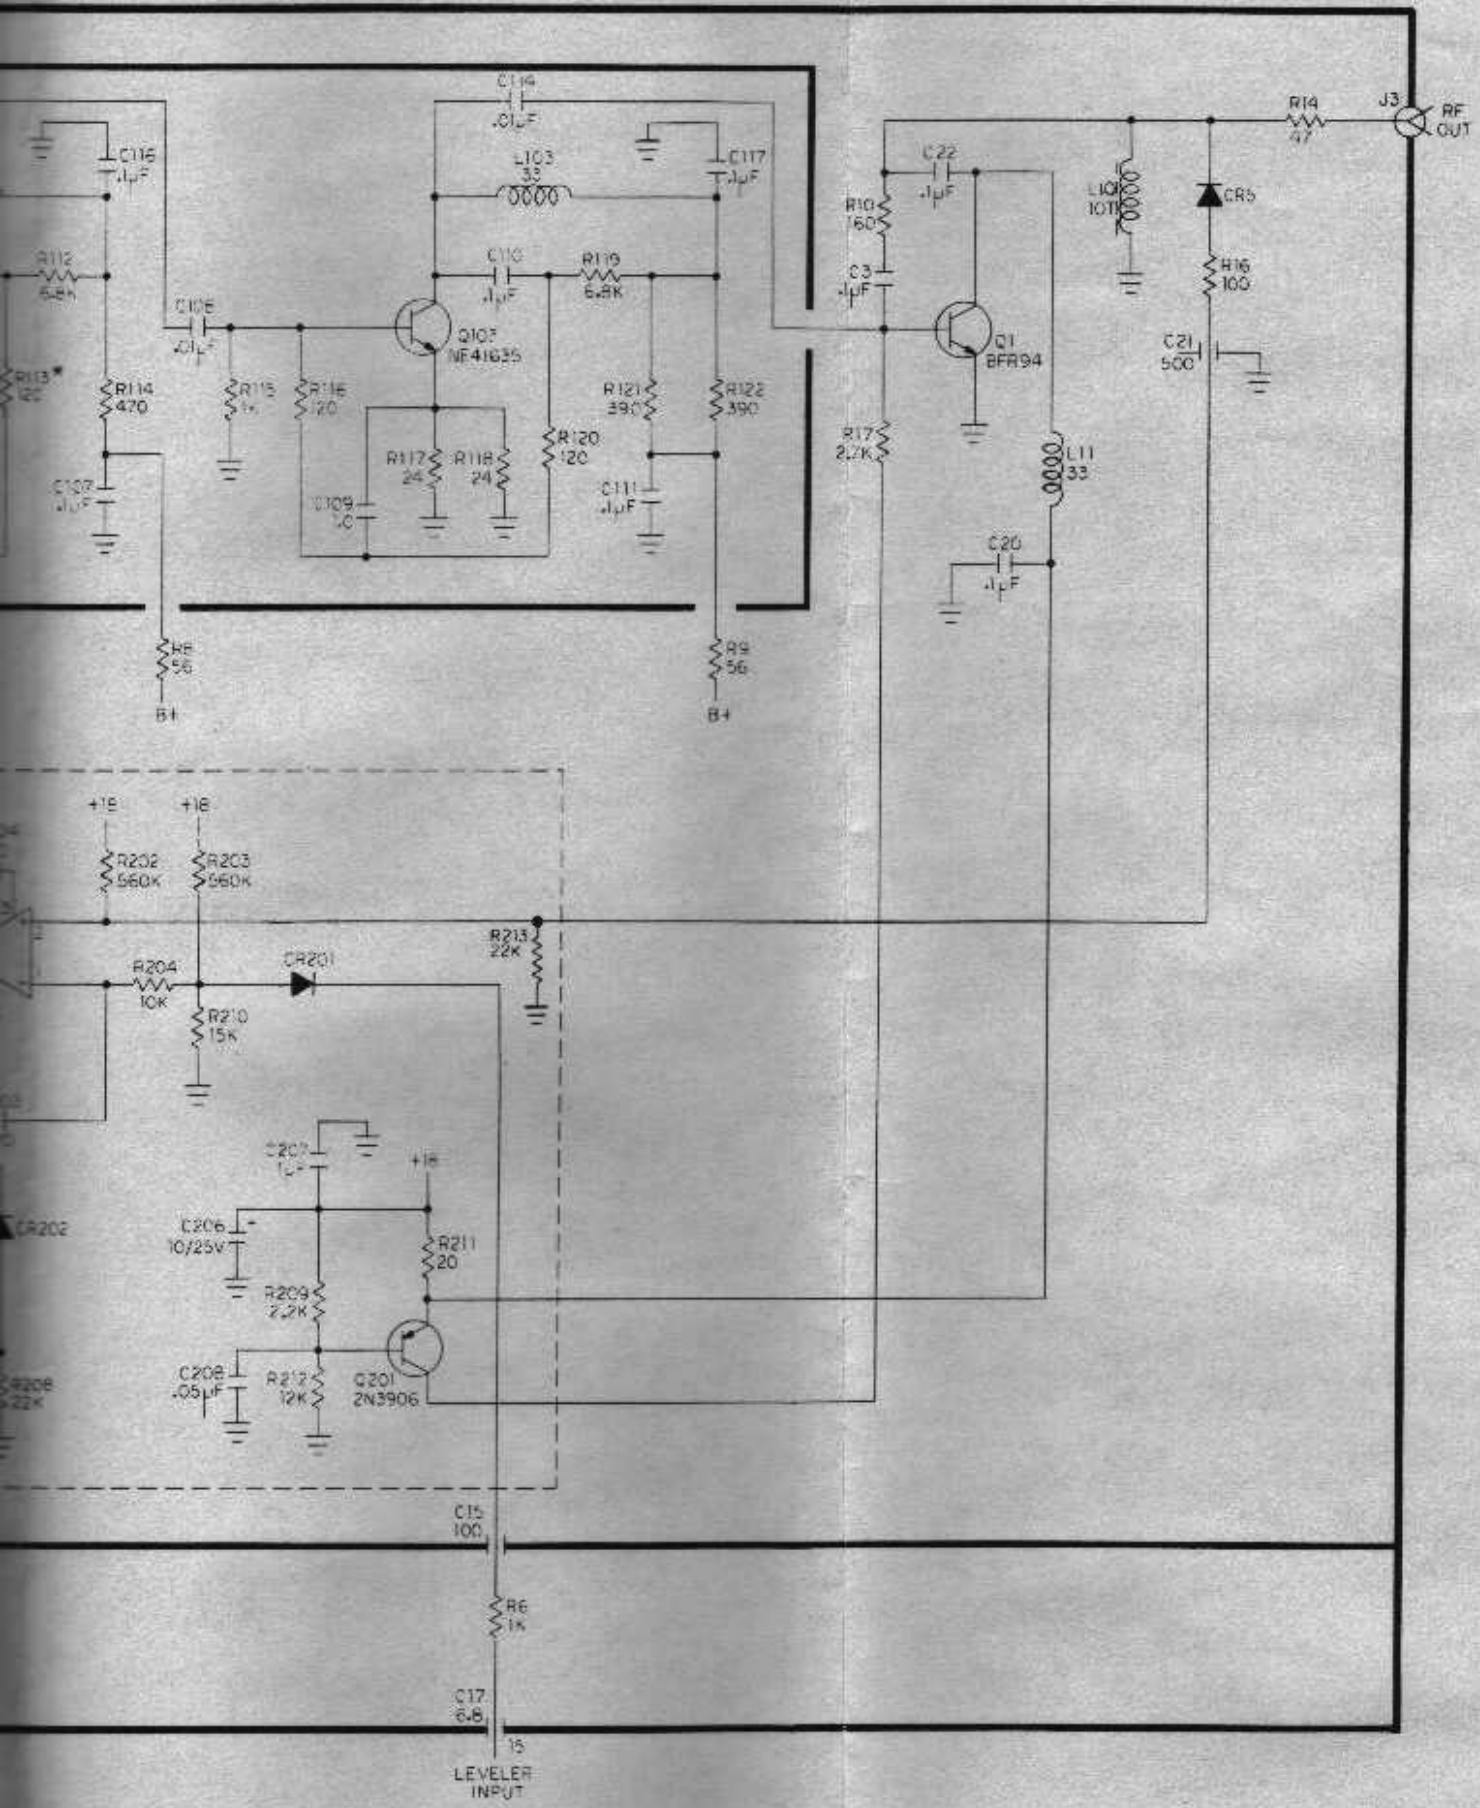 C114
.01µF
R14
47
J3
RF
OUT
C116
.1µF
L103
33
C117
.1µF
C22
.1µF
L101
10T
CR5
R10
160
R112
6.8K
C110
.1µF
R119
6.8K
C3
.1µF
R16
100
C108
.01µF
Q103
NE41635
Q1
BFR94
C21
500
R113*
120
R114
470
R115
1K
R116
120
R121
390
R122
390
R117
24
R118
24
R120
120
R17
2.7K
L11
33
C107
.1µF
C109
C111
.1µF
C20
.1µF
R8
56
R9
56
B+
B+
+18
+18
R202
560K
R203
560K
R213
22K
R204
10K
CR201
R210
15K
C207
+18
CR202
C206
+
10/25V
R211
20
R209
2.2K
C208
.05µF
R212
12K
Q201
2N3906
R208
22K
C15
100
R6
1K
C17
6.8
15
LEVELER
INPUT